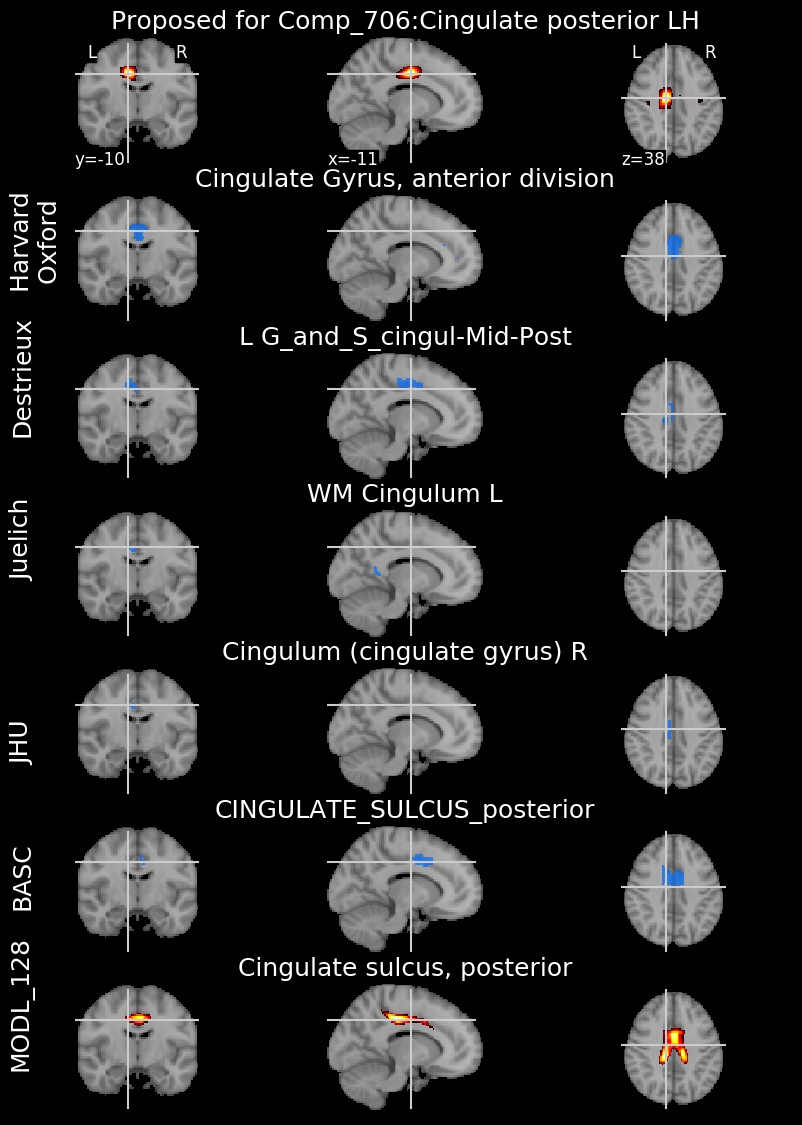 Proposed for Comp_706:Cingulate posterior LH
L R
L R
y=-10
x=-11
z=38
Cingulate Gyrus, anterior division
Harvard
Oxford
L G_and_S_cingul-Mid-Post
Destrieux
WM Cingulum L
Juelich
Cingulum (cingulate gyrus) R
JHU
CINGULATE_SULCUS_posterior
BASC
Cingulate sulcus, posterior
MODL_128